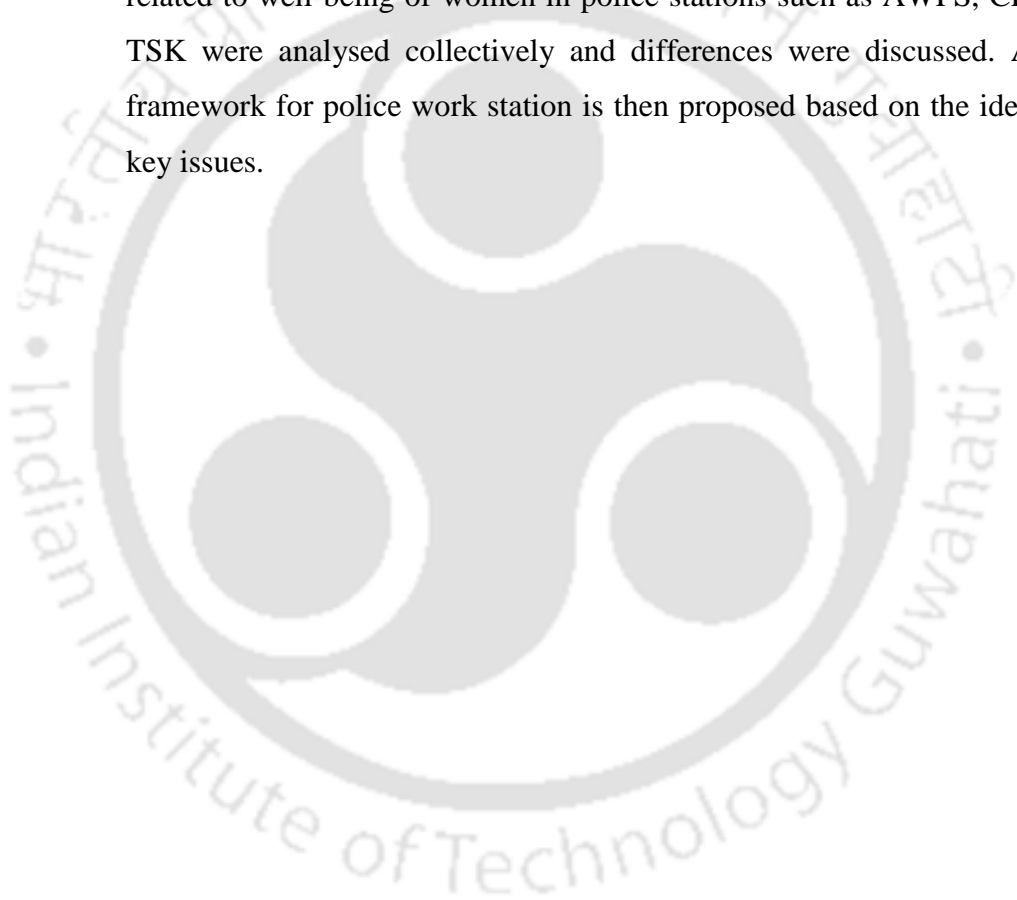 related to well-being of women in police stations such as AWPS,
TSK were analysed collectively and differences were discussed. A
framework for police work station is then proposed based on the ide
key issues.
Indian Institute of Technology Guwahati